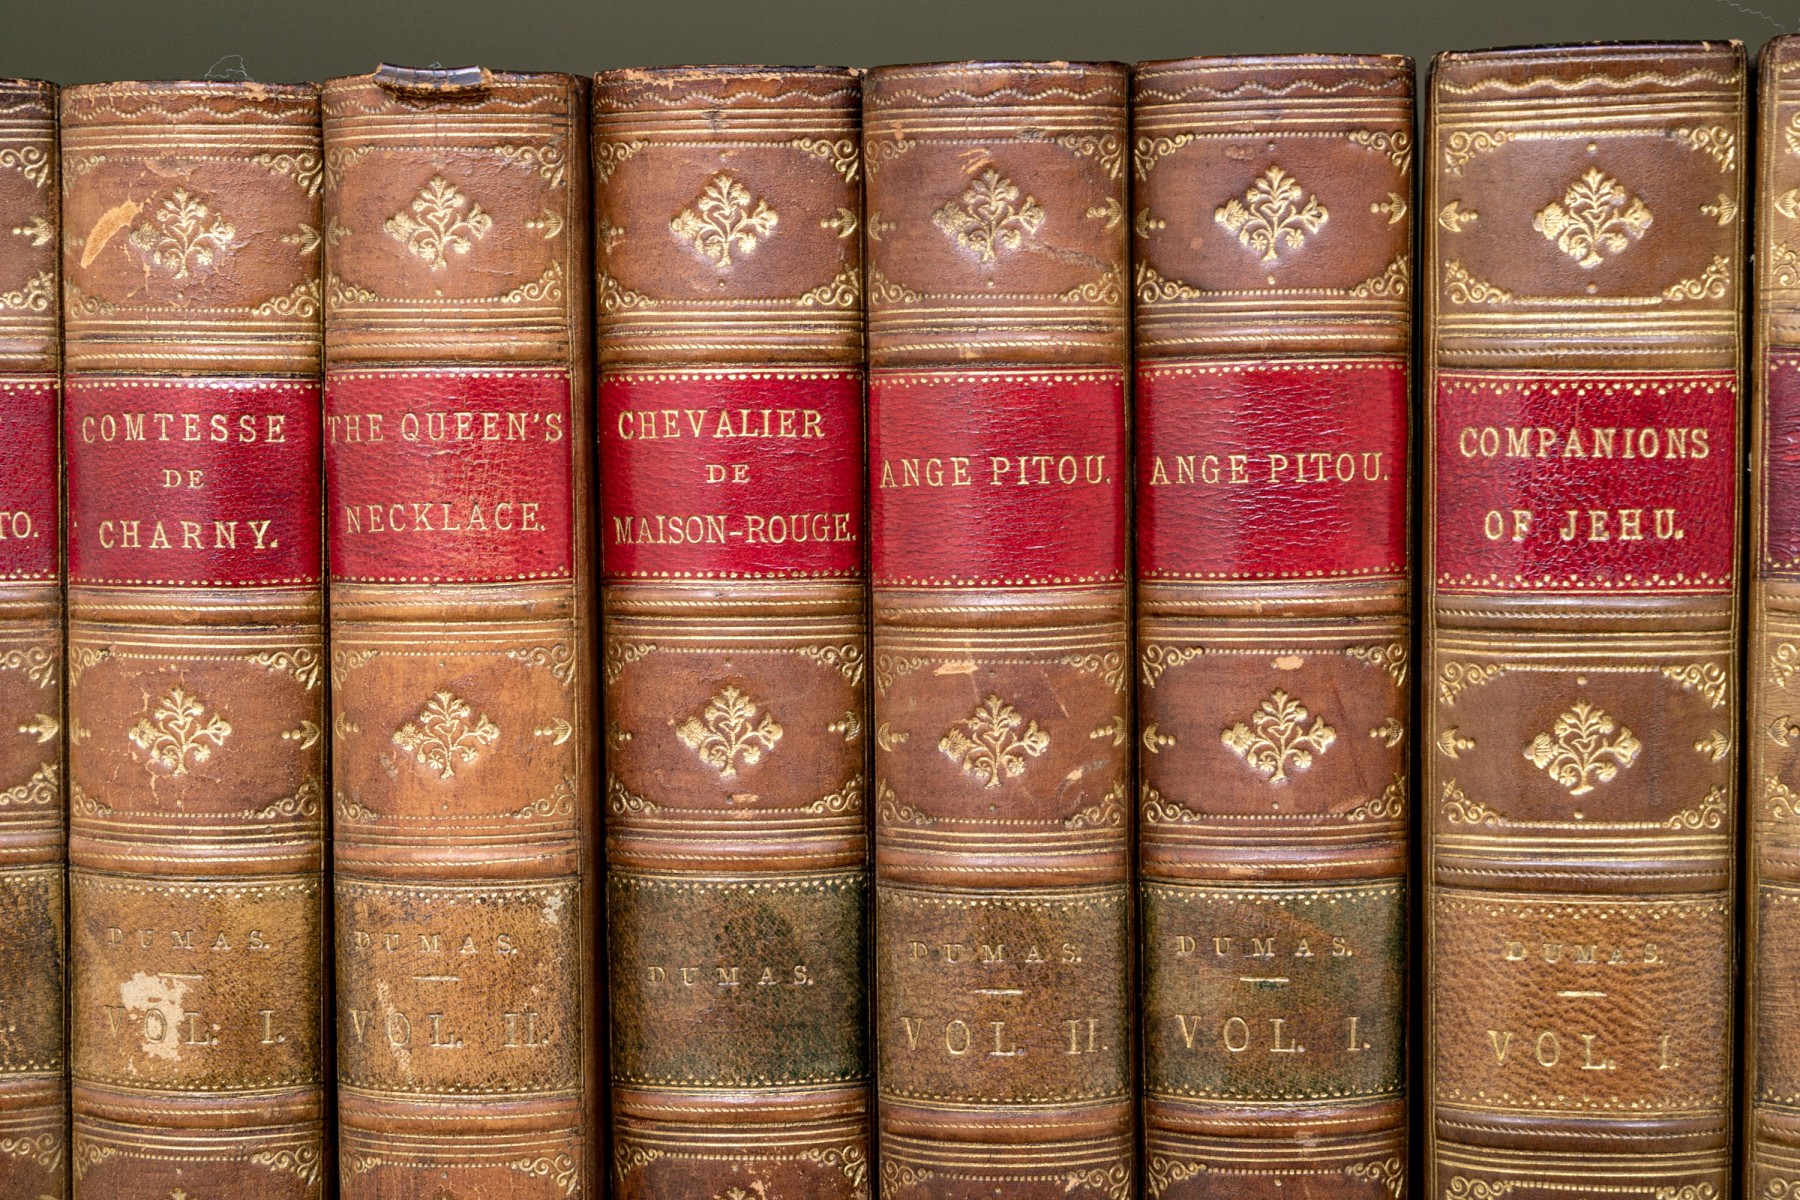 TO.
COMTESSE
DE
CHARNY.
DUMAS.
VOL. I.
THE QUEEN'S
NECKLACE.
DUMAS.
VOL. II.
CHEVALIER
DE
MAISON-ROUGE.
DUMAS.
ANGE PITOU.
DUMAS.
VOL. II.
ANGE PITOU.
DUMAS.
VOL. I.
COMPANIONS
OF JEHU.
DUMAS.
VOL. I.